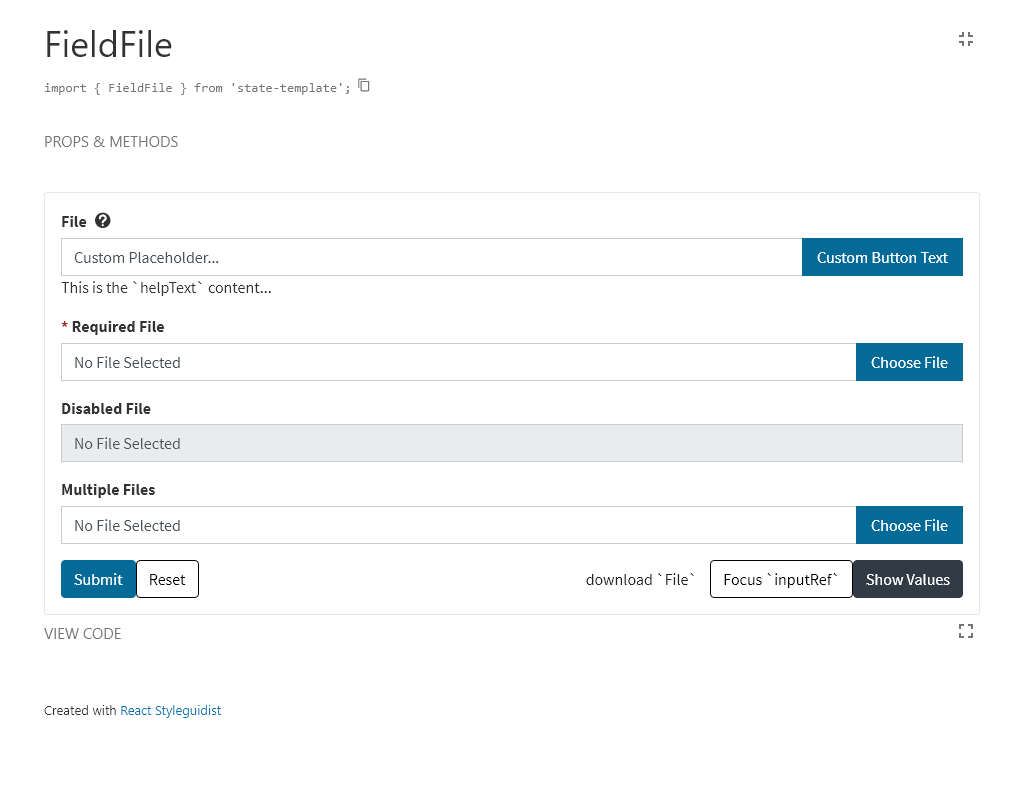 FieldFile
import { FieldFile } from 'state-template';
PROPS & METHODS
File
Custom Placeholder... Custom Button Text
This is the `helpText` content...
* Required File
No File Selected Choose File
Disabled File
No File Selected
Multiple Files
No File Selected Choose File
Submit Reset download `File` Focus `inputRef` Show Values
VIEW CODE
Created with React Styleguidist